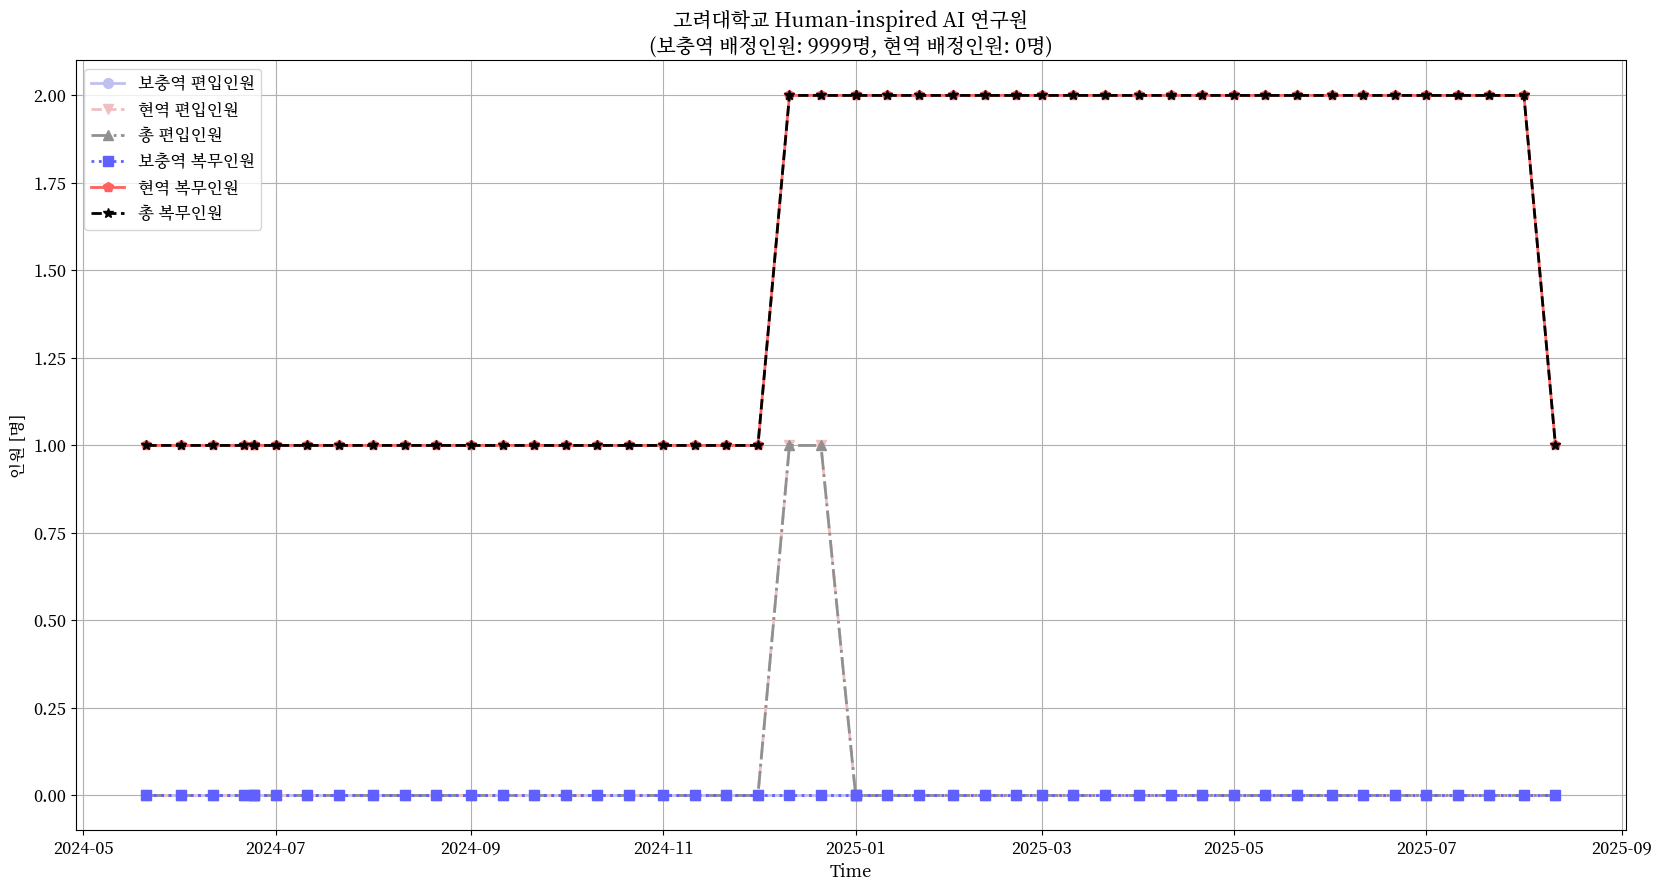 고려대학교 Human-inspired AI 연구원
(보충역 배정인원: 9999명, 현역 배정인원: 0명)
보충역 편입인원
현역 편입인원
총 편입인원
보충역 복무인원
현역 복무인원
총 복무인원
인원 [명]
2.00
1.75
1.50
1.25
1.00
0.75
0.50
0.25
0.00
2024-05 2024-07 2024-09 2024-11 2025-01 2025-03 2025-05 2025-07 2025-09
Time